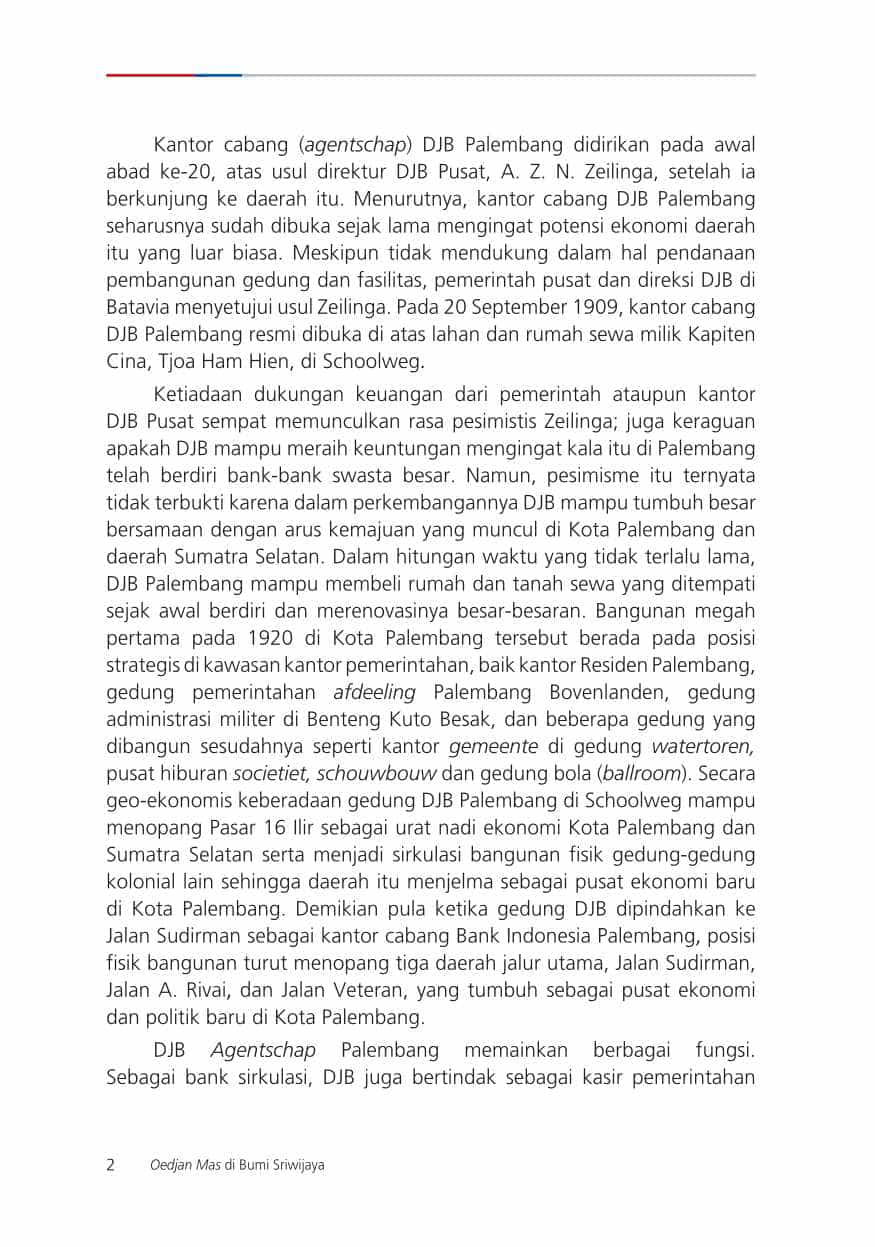 Kantor cabang (agentschap) DJB Palembang didirikan pada awal
abad ke-20, atas usul direktur DJB Pusat, A. Z. N. Zeilinga, setelah ia
berkunjung ke daerah itu. Menurutnya, kantor cabang DJB Palembang
seharusnya sudah dibuka sejak lama mengingat potensi ekonomi daerah
itu yang luar biasa. Meskipun tidak mendukung dalam hal pendanaan
pembangunan gedung dan fasilitas, pemerintah pusat dan direksi DJB di
Batavia menyetujui usul Zeilinga. Pada 20 September 1909, kantor cabang
DJB Palembang resmi dibuka di atas lahan dan rumah sewa milik Kapiten
Cina, Tjoa Ham Hien, di Schoolweg.
Ketiadaan dukungan keuangan dari pemerintah ataupun kantor
DJB Pusat sempat memunculkan rasa pesimistis Zeilinga; juga keraguan
apakah DJB mampu meraih keuntungan mengingat kala itu di Palembang
telah berdiri bank-bank swasta besar. Namun, pesimisme itu ternyata
tidak terbukti karena dalam perkembangannya DJB mampu tumbuh besar
bersamaan dengan arus kemajuan yang muncul di Kota Palembang dan
daerah Sumatra Selatan. Dalam hitungan waktu yang tidak terlalu lama,
DJB Palembang mampu membeli rumah dan tanah sewa yang ditempati
sejak awal berdiri dan merenovasinya besar-besaran. Bangunan megah
pertama pada 1920 di Kota Palembang tersebut berada pada posisi
strategis di kawasan kantor pemerintahan, baik kantor Residen Palembang,
gedung pemerintahan afdeeling Palembang Bovenlanden, gedung
administrasi militer di Benteng Kuto Besak, dan beberapa gedung yang
dibangun sesudahnya seperti kantor gemeente di gedung watertoren,
pusat hiburan societiet, schouwbouw dan gedung bola (ballroom). Secara
geo-ekonomis keberadaan gedung DJB Palembang di Schoolweg mampu
menopang Pasar 16 Ilir sebagai urat nadi ekonomi Kota Palembang dan
Sumatra Selatan serta menjadi sirkulasi bangunan fisik gedung-gedung
kolonial lain sehingga daerah itu menjelma sebagai pusat ekonomi baru
di Kota Palembang. Demikian pula ketika gedung DJB dipindahkan ke
Jalan Sudirman sebagai kantor cabang Bank Indonesia Palembang, posisi
fisik bangunan turut menopang tiga daerah jalur utama, Jalan Sudirman,
Jalan A. Rivai, dan Jalan Veteran, yang tumbuh sebagai pusat ekonomi
dan politik baru di Kota Palembang.
DJB Agentschap Palembang memainkan berbagai fungsi.
Sebagai bank sirkulasi, DJB juga bertindak sebagai kasir pemerintahan
2 Oedjan Mas di Bumi Sriwijaya